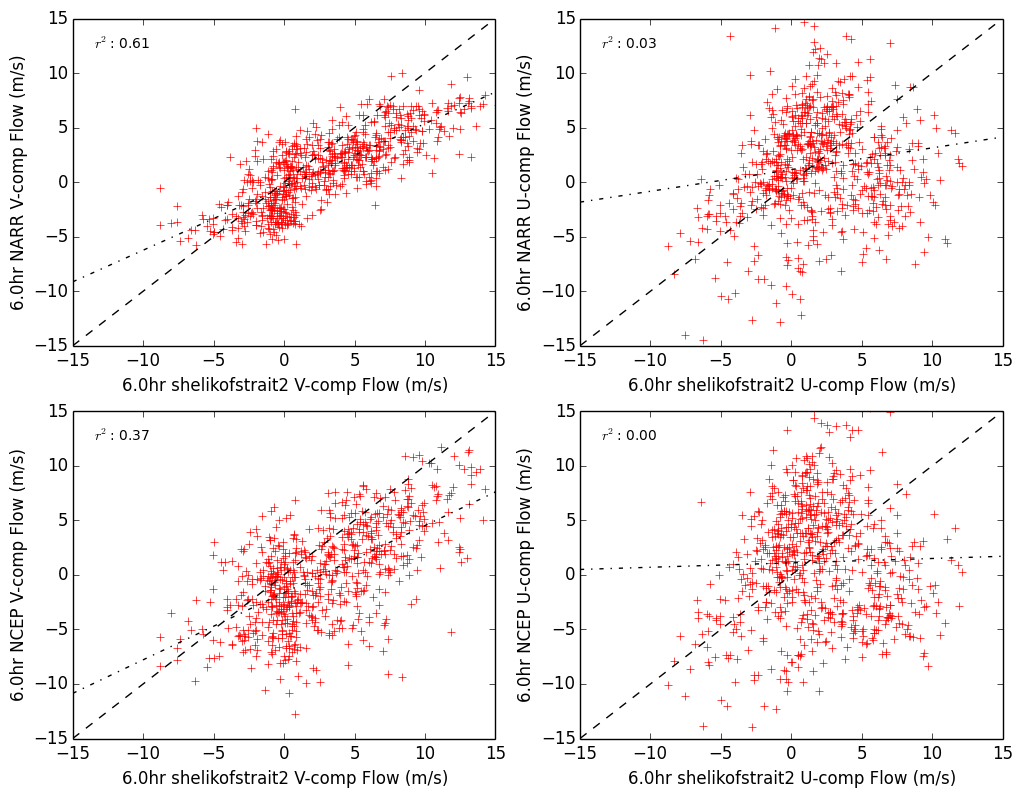 15
10
5
0
−5
−10
−15
r² : 0.61
−15 −10 −5 0 5 10 15
6.0hr shelikofstrait2 V-comp Flow (m/s)
6.0hr NARR V-comp Flow (m/s)
15
10
5
0
−5
−10
−15
r² : 0.03
−15 −10 −5 0 5 10 15
6.0hr shelikofstrait2 U-comp Flow (m/s)
6.0hr NARR U-comp Flow (m/s)
15
10
5
0
−5
−10
−15
r² : 0.37
−15 −10 −5 0 5 10 15
6.0hr shelikofstrait2 V-comp Flow (m/s)
6.0hr NCEP V-comp Flow (m/s)
15
10
5
0
−5
−10
−15
r² : 0.00
−15 −10 −5 0 5 10 15
6.0hr shelikofstrait2 U-comp Flow (m/s)
6.0hr NCEP U-comp Flow (m/s)